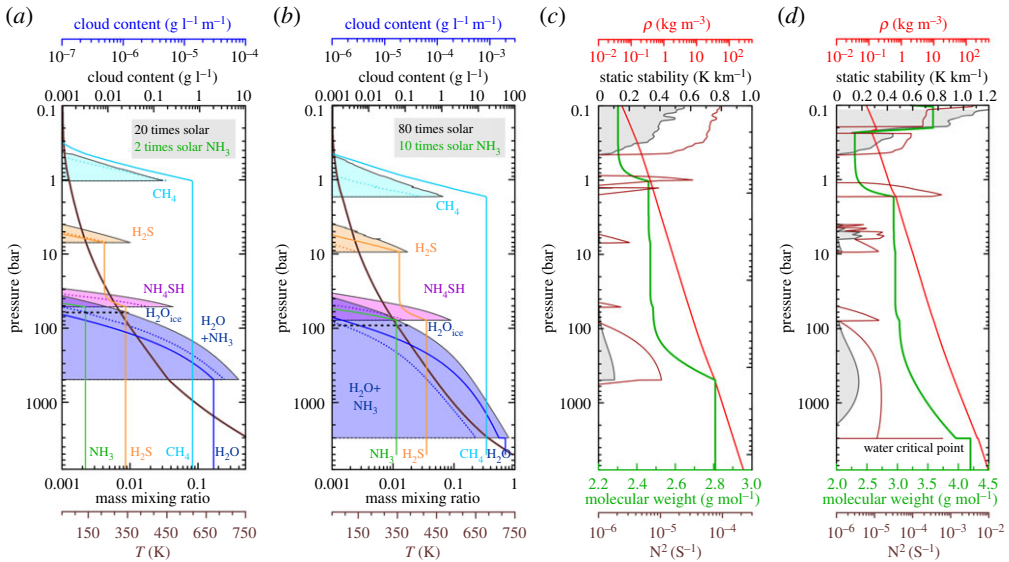 (a)
cloud content (g l⁻¹ m⁻¹)
10⁻⁷ 10⁻⁶ 10⁻⁵ 10⁻⁴
cloud content (g l⁻¹)
0.001 0.01 0.1 1 10
20 times solar
2 times solar NH₃
CH₄
H₂S
NH₄SH
H₂Oice
H₂O
+NH₃
NH₃ H₂S CH₄ H₂O
pressure (bar)
0.1
1
10
100
1000
0.001 0.01 0.1
mass mixing ratio
150 300 450 600 750
T (K)
(b)
cloud content (g l⁻¹ m⁻¹)
10⁻⁶ 10⁻⁵ 10⁻⁴ 10⁻³
cloud content (g l⁻¹)
0.001 0.01 0.1 1 10 100
80 times solar
10 times solar NH₃
CH₄
H₂S
NH₄SH
H₂Oice
H₂O+
NH₃
NH₃ H₂S CH₄ H₂O
pressure (bar)
0.1
1
10
100
1000
0.001 0.01 0.1 1
mass mixing ratio
150 350 450 600 750
T (K)
(c)
ρ (kg m⁻³)
10⁻² 10⁻¹ 1 10 10²
static stability (K km⁻¹)
0 0.2 0.4 0.6 0.8 1.0
pressure (bar)
0.1
1
10
100
1000
2.2 2.4 2.6 2.8 3.0
molecular weight (g mol⁻¹)
10⁻⁶ 10⁻⁵ 10⁻⁴
N² (S⁻¹)
(d)
ρ (kg m⁻³)
10⁻² 10⁻¹ 1 10 10²
static stability (K km⁻¹)
0 0.2 0.4 0.6 0.8 1.0 1.2
pressure (bar)
0.1
1
10
100
1000
water critical point
2.0 2.5 3.0 3.5 4.0 4.5
molecular weight (g mol⁻¹)
10⁻⁶ 10⁻⁵ 10⁻⁴ 10⁻³ 10⁻²
N² (S⁻¹)